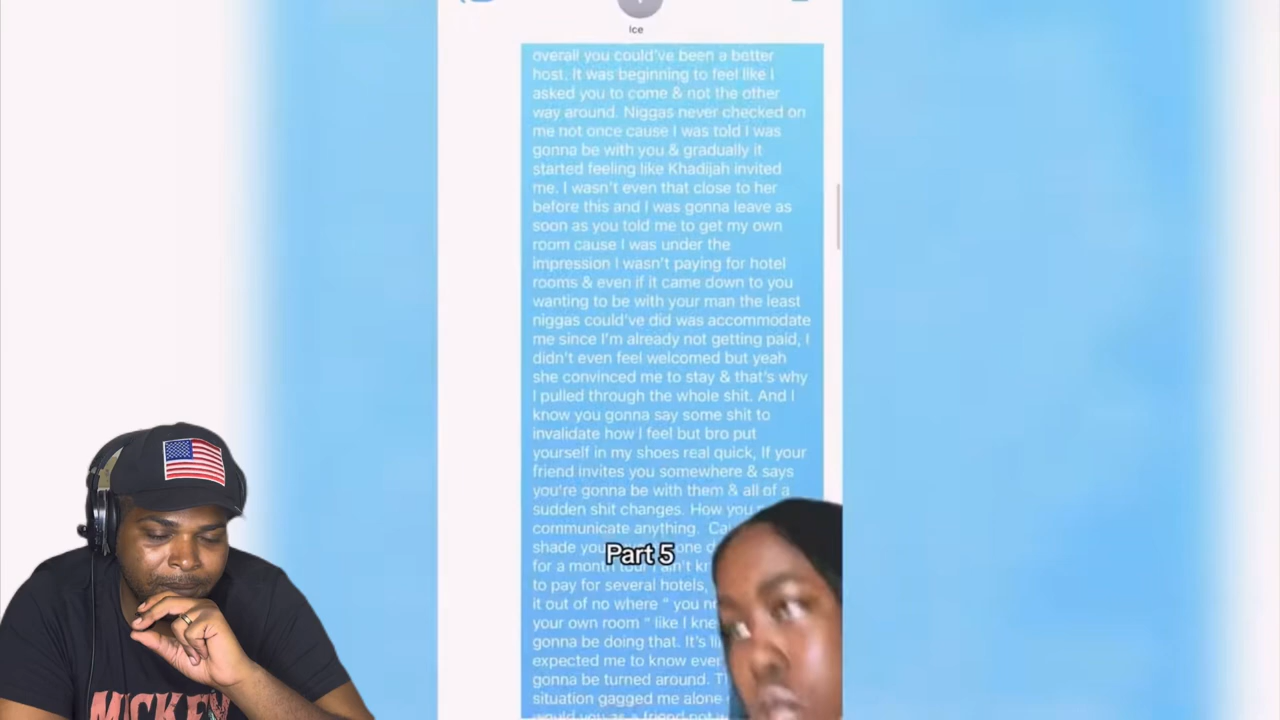 Ice
overall you could've been a better
host. It was beginning to feel like I
asked you to come & not the other
way around. Niggas never checked on
me not once cause I was told I was
gonna be with you & gradually it
started feeling like Khadijah invited
me. I wasn't even that close to her
before this and I was gonna leave as
soon as you told me to get my own
room cause I was under the
impression I wasn't paying for hotel
rooms & even if it came down to you
wanting to be with your man the least
niggas could've did was accommodate
me since I'm already not getting paid, I
didn't even feel welcomed but yeah
she convinced me to stay & that's why
I pulled through the whole shit. And I
know you gonna say some shit to
invalidate how I feel but bro put
yourself in my shoes real quick, If your
friend invites you somewhere & says
you're gonna be with them & all of a
sudden shit changes. How you
communicate anything.
shade you
Part 5
for a month tour
to pay for several hotels,
it out of no where " you
your own room " like I
gonna be doing that. It's
expected me to know
gonna be turned around.
situation gagged me alone
would you as a friend not
MICKEY